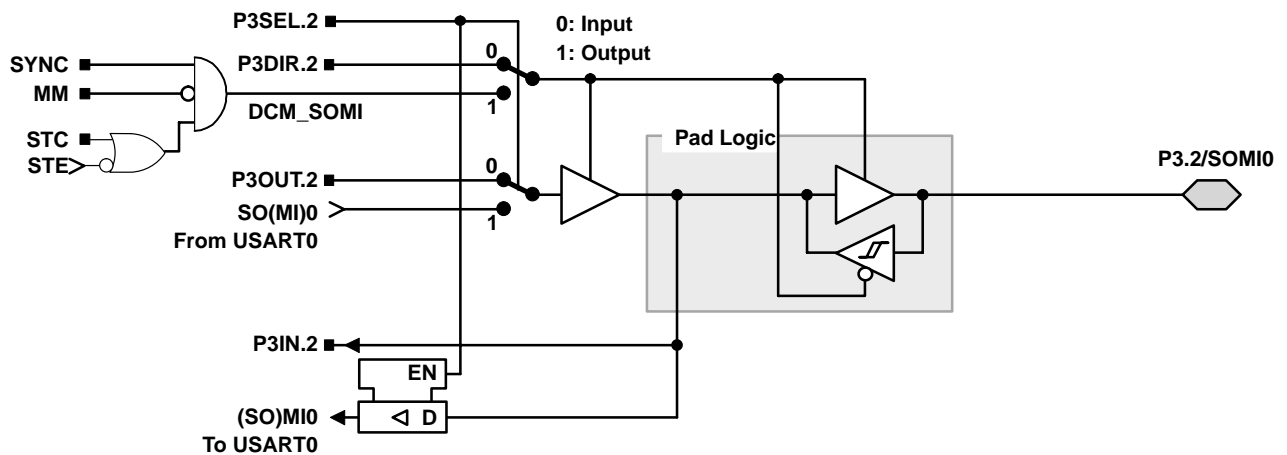 P3SEL.2
0: Input
1: Output
SYNC
P3DIR.2
0
MM
1
DCM_SOMI
STC
STE
Pad Logic
P3.2/SOMI0
P3OUT.2
0
SO(MI)0
1
From USART0
P3IN.2
EN
(SO)MI0
D
To USART0